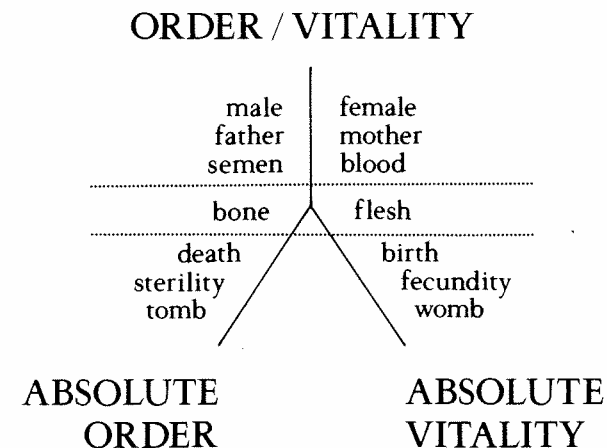 ORDER / VITALITY
male female
father mother
semen blood
bone flesh
death birth
sterility fecundity
tomb womb
ABSOLUTE ABSOLUTE
ORDER VITALITY